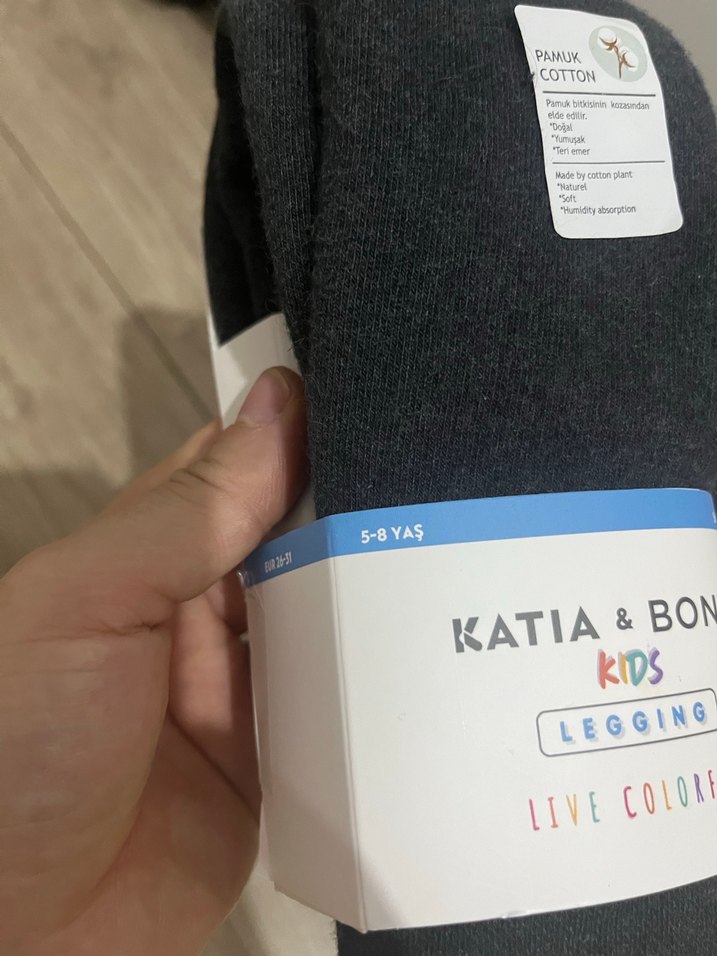 PAMUK
COTTON
Pamuk bitkisinin kozasından
elde edilir.
*Doğal
*Yumuşak
*Teri emer
Made by cotton plant
*Naturel
*Soft
*Humidity absorption
5-8 YAŞ
EUR 26-31
KATIA & BON
KIDS
LEGGING
LIVE COLORF